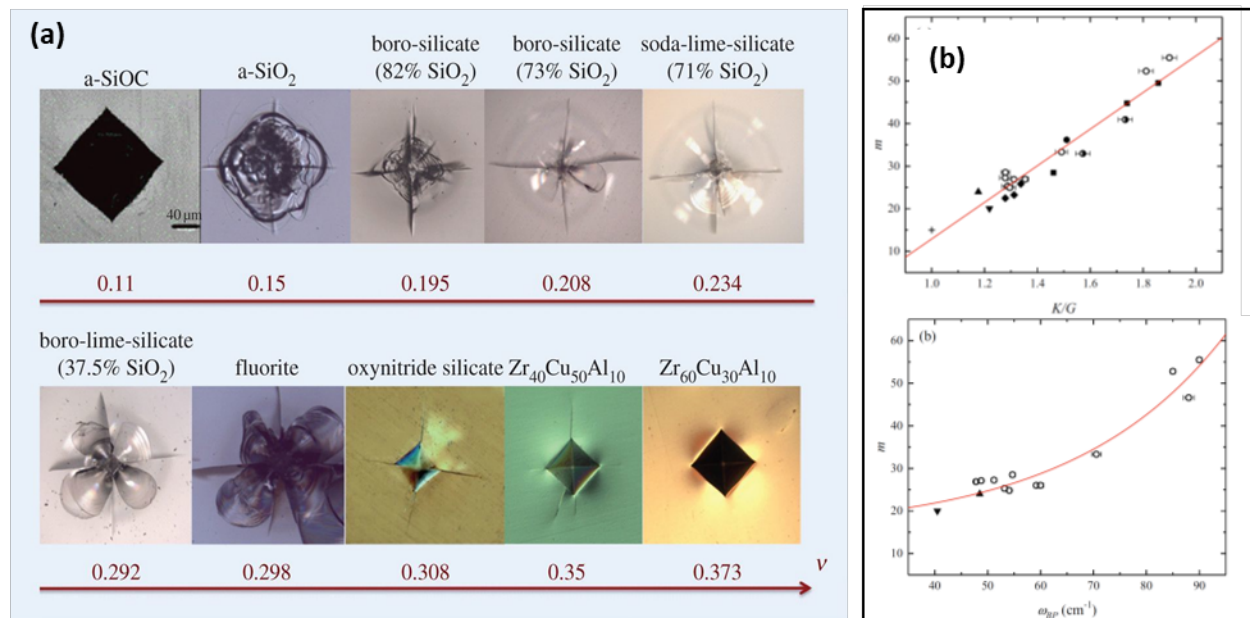 (a)
boro-silicate boro-silicate soda-lime-silicate
a-SiOC a-SiO2 (82% SiO2) (73% SiO2) (71% SiO2)
40 µm
0.11 0.15 0.195 0.208 0.234
boro-lime-silicate
(37.5% SiO2) fluorite oxynitride silicate Zr40Cu50Al10 Zr60Cu30Al10
0.292 0.298 0.308 0.35 0.373 ν
(b)
60
50
40
30
20
10
m
1.0 1.2 1.4 1.6 1.8 2.0
K/G
(b)
60
50
40
30
20
10
m
40 50 60 70 80 90
ωBP (cm⁻¹)